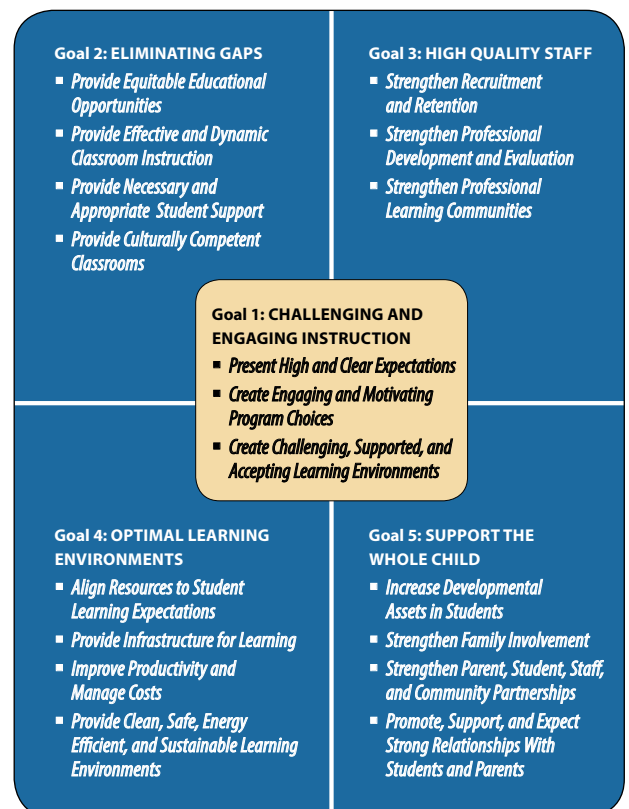 Goal 2: ELIMINATING GAPS
▪ Provide Equitable Educational
Opportunities
▪ Provide Effective and Dynamic
Classroom Instruction
▪ Provide Necessary and
Appropriate Student Support
▪ Provide Culturally Competent
Classrooms
Goal 3: HIGH QUALITY STAFF
▪ Strengthen Recruitment
and Retention
▪ Strengthen Professional
Development and Evaluation
▪ Strengthen Professional
Learning Communities
Goal 1: CHALLENGING AND
ENGAGING INSTRUCTION
▪ Present High and Clear Expectations
▪ Create Engaging and Motivating
Program Choices
▪ Create Challenging, Supported, and
Accepting Learning Environments
Goal 4: OPTIMAL LEARNING
ENVIRONMENTS
▪ Align Resources to Student
Learning Expectations
▪ Provide Infrastructure for Learning
▪ Improve Productivity and
Manage Costs
▪ Provide Clean, Safe, Energy
Efficient, and Sustainable Learning
Environments
Goal 5: SUPPORT THE
WHOLE CHILD
▪ Increase Developmental
Assets in Students
▪ Strengthen Family Involvement
▪ Strengthen Parent, Student, Staff,
and Community Partnerships
▪ Promote, Support, and Expect
Strong Relationships With
Students and Parents